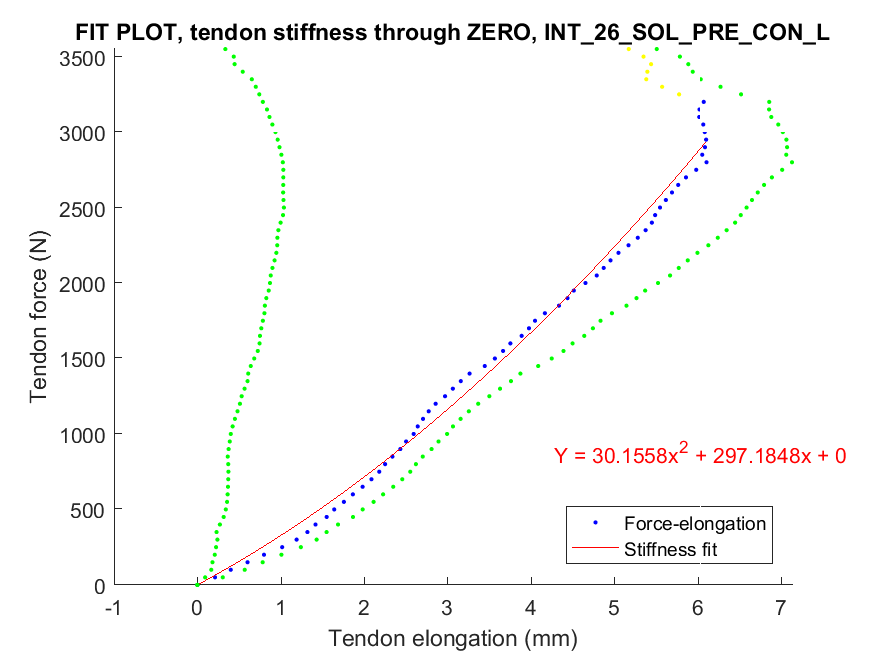 FIT PLOT, tendon stiffness through ZERO, INT_26_SOL_PRE_CON_L
3500
3000
2500
2000
1500
1000
500
0
Tendon force (N)
Y = 30.1558x² + 297.1848x + 0
Force-elongation
Stiffness fit
-1 0 1 2 3 4 5 6 7
Tendon elongation (mm)